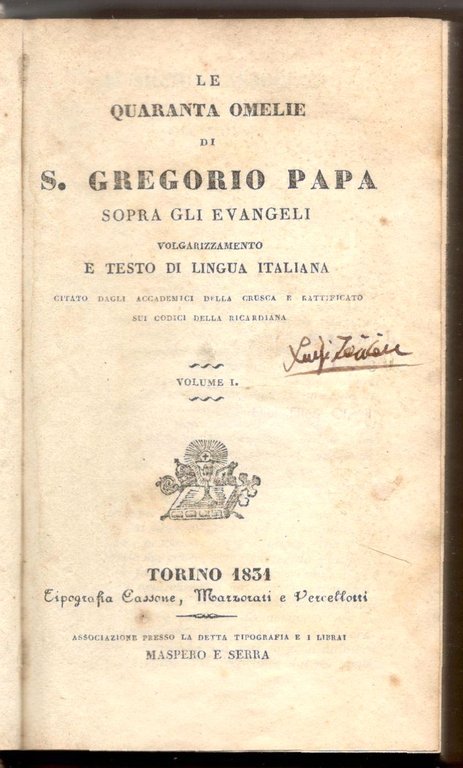 LE
QUARANTA OMELIE
DI
S. GREGORIO PAPA
SOPRA GLI EVANGELI
VOLGARIZZAMENTO
E TESTO DI LINGUA ITALIANA
CITATO DAGLI ACCADEMICI DELLA CRUSCA E RATTIFICATO
SUI CODICI DELLA RICARDIANA
Luigi
VOLUME I.
TORINO 1831
Tipografia Cassone, Marzorati e Vercellotti
ASSOCIAZIONE PRESSO LA DETTA TIPOGRAFIA E I LIBRAI
MASPERO E SERRA